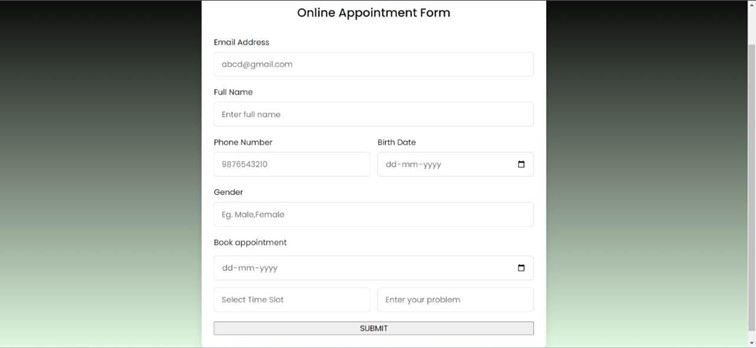 Online Appointment Form
Email Address
abcd@gmail.com
Full Name
Enter full name
Phone Number Birth Date
9876543210 dd-mm-yyyy
Gender
Eg. Male,Female
Book appointment
dd-mm-yyyy
Select Time Slot Enter your problem
SUBMIT